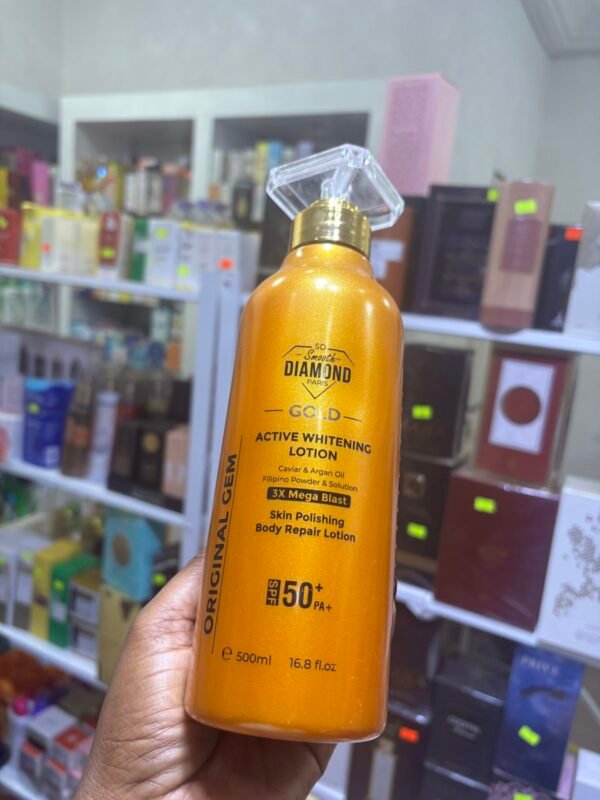 SD
Smooth
DIAMOND
PARIS
GOLD
ACTIVE WHITENING
LOTION
Caviar & Argan Oil
Filipino Powder & Solution
3X Mega Blast
Skin Polishing
Body Repair Lotion
ORIGINAL GEM
SPF 50+
PA+
e 500ml 16.8 fl.oz
PRIVÉ